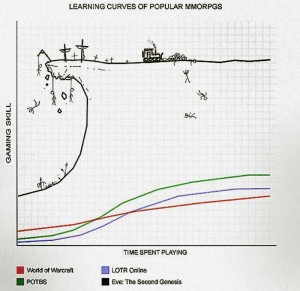 LEARNING CURVES OF POPULAR MMORPGS
GAMING SKILL
TIME SPENT PLAYING
World of Warcraft
LOTR Online
POTBS
Eve: The Second Genesis